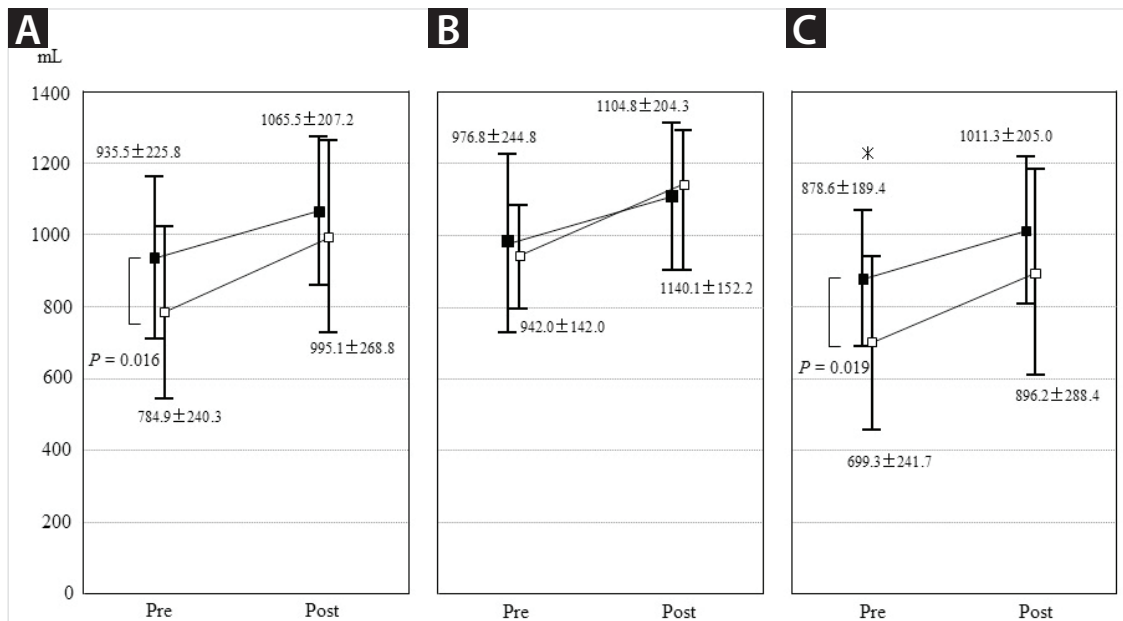 A
B
C
mL
1400
1200
1000
800
600
400
200
0
935.5±225.8
1065.5±207.2
P = 0.016
784.9±240.3
995.1±268.8
Pre
Post
976.8±244.8
1104.8±204.3
942.0±142.0
1140.1±152.2
Pre
Post
*
878.6±189.4
1011.3±205.0
P = 0.019
699.3±241.7
896.2±288.4
Pre
Post